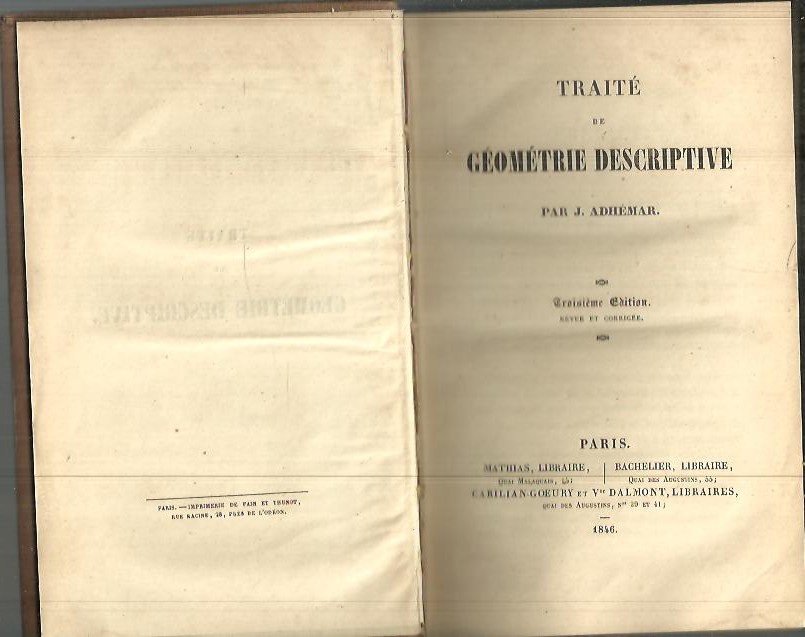 PARIS. — IMPRIMERIE DE FAIN ET THUNOT,
RUE RACINE, 28, PRÈS DE L'ODÉON.
TRAITÉ
DE
GÉOMÉTRIE DESCRIPTIVE
PAR J. ADHÉMAR.
Troisième Edition.
REVUE ET CORRIGÉE.
PARIS.
MATHIAS, LIBRAIRE,
QUAI MALAQUAIS, 15;
BACHELIER, LIBRAIRE,
QUAI DES AUGUSTINS, 55;
CARILIAN-GOEURY ET Vᵒʳ DALMONT, LIBRAIRES,
QUAI DES AUGUSTINS, Nᵒˢ 39 ET 41;
1846.